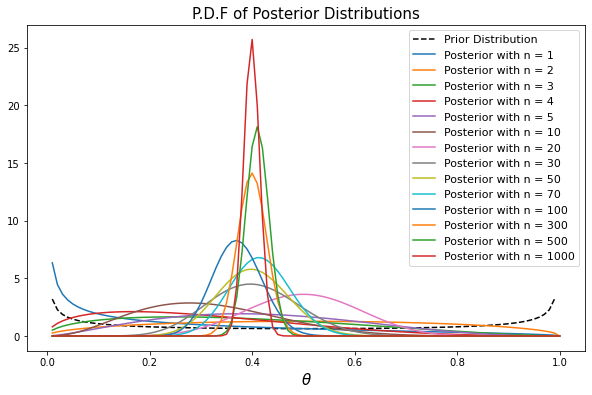 P.D.F of Posterior Distributions
Prior Distribution
Posterior with n = 1
Posterior with n = 2
Posterior with n = 3
Posterior with n = 4
Posterior with n = 5
Posterior with n = 10
Posterior with n = 20
Posterior with n = 30
Posterior with n = 50
Posterior with n = 70
Posterior with n = 100
Posterior with n = 300
Posterior with n = 500
Posterior with n = 1000
25
20
15
10
5
0
0.0 0.2 0.4 0.6 0.8 1.0
θ